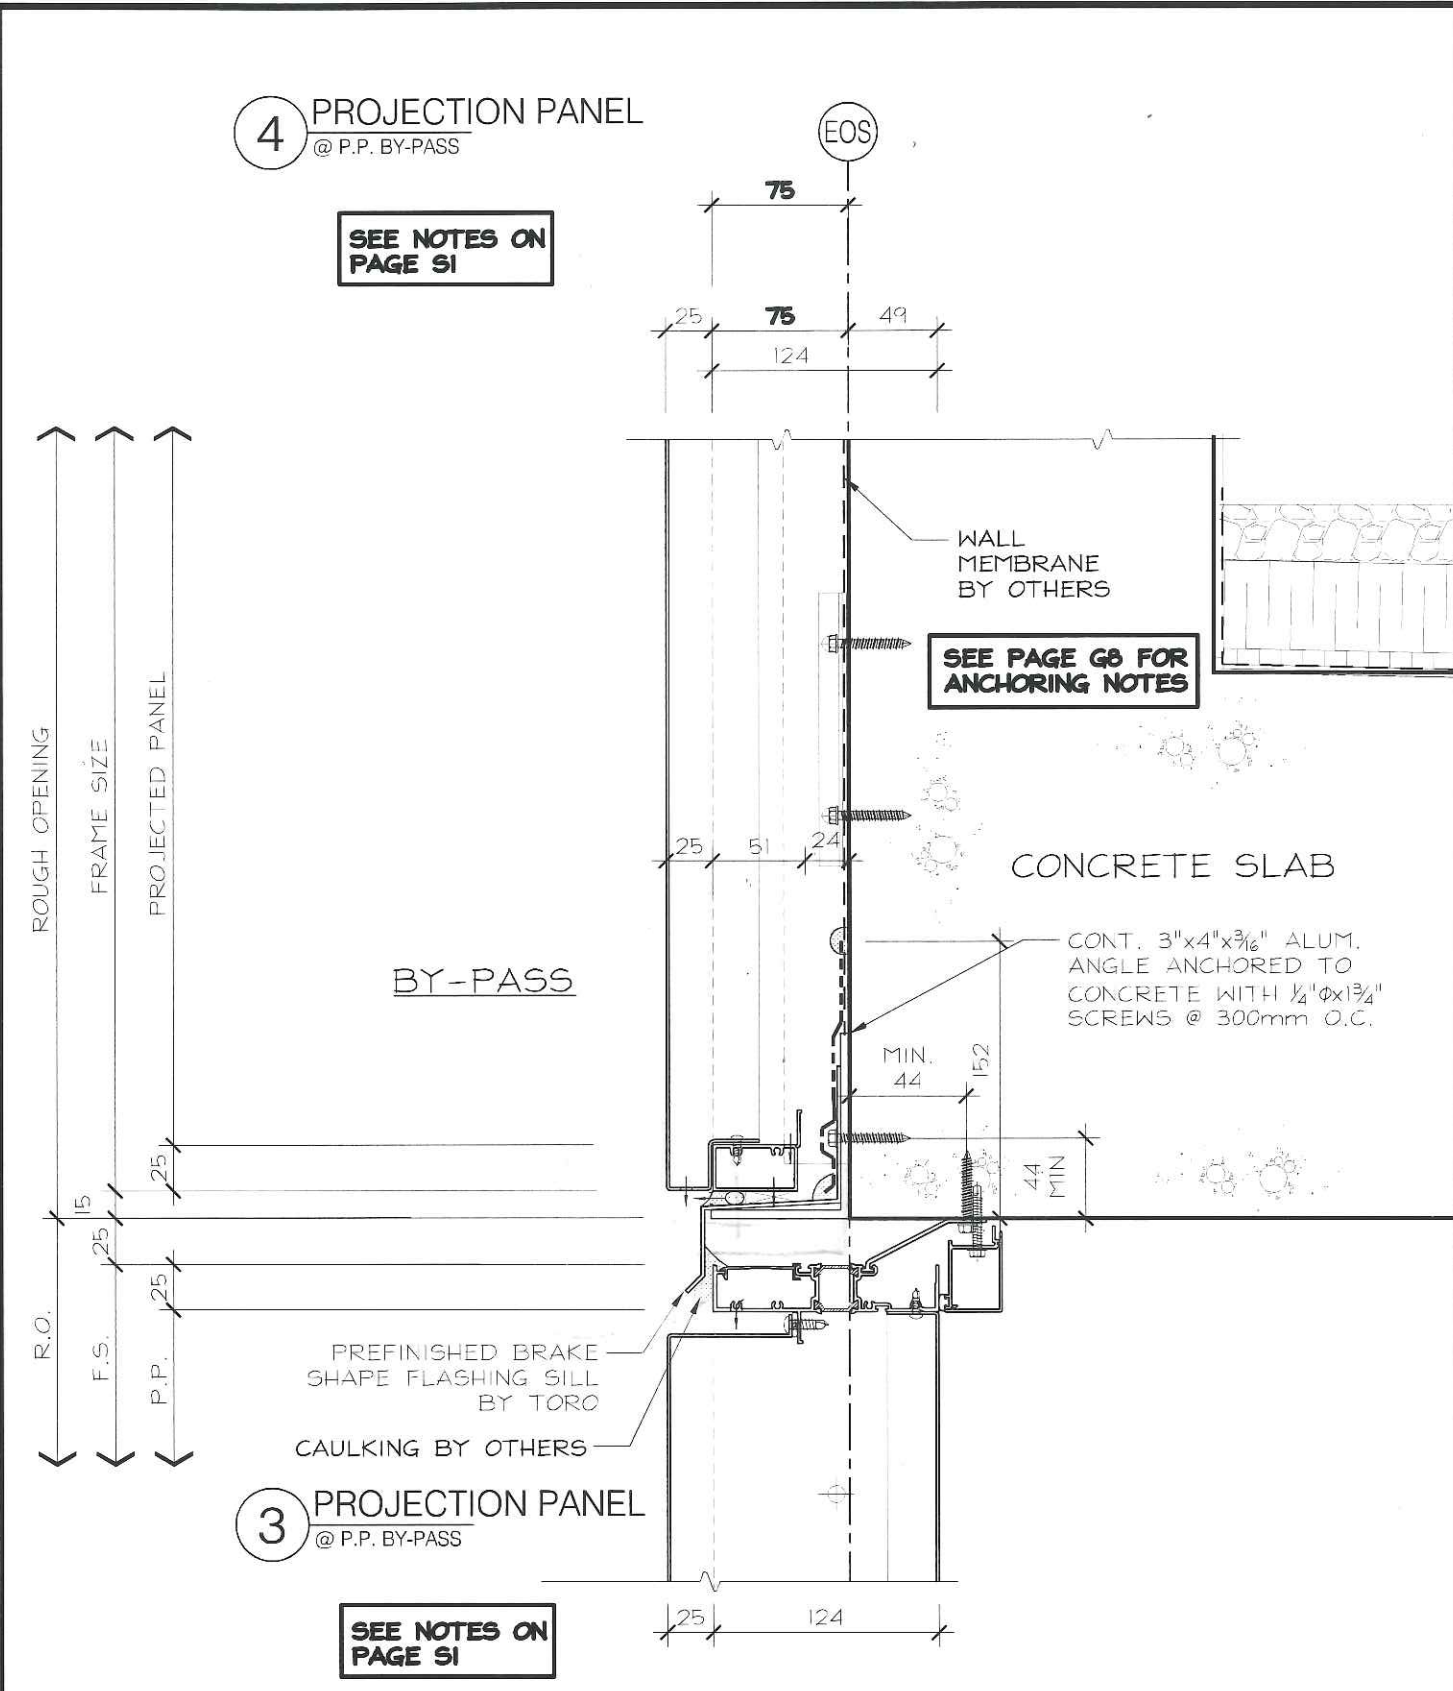 4
PROJECTION PANEL
@ P.P. BY-PASS
EOS
75
SEE NOTES ON
PAGE S1
25
75
49
124
WALL
MEMBRANE
BY OTHERS
SEE PAGE G8 FOR
ANCHORING NOTES
ROUGH OPENING
FRAME SIZE
PROJECTED PANEL
25
51
24
CONCRETE SLAB
CONT. 3"x4"x3/16" ALUM.
ANGLE ANCHORED TO
CONCRETE WITH 1/4"Φx1 3/4"
SCREWS @ 300mm O.C.
BY-PASS
MIN.
44
152
44
MIN
25
15
25
25
R.O.
F.S.
P.P.
PREFINISHED BRAKE
SHAPE FLASHING SILL
BY TORO
CAULKING BY OTHERS
3
PROJECTION PANEL
@ P.P. BY-PASS
SEE NOTES ON
PAGE S1
25
124